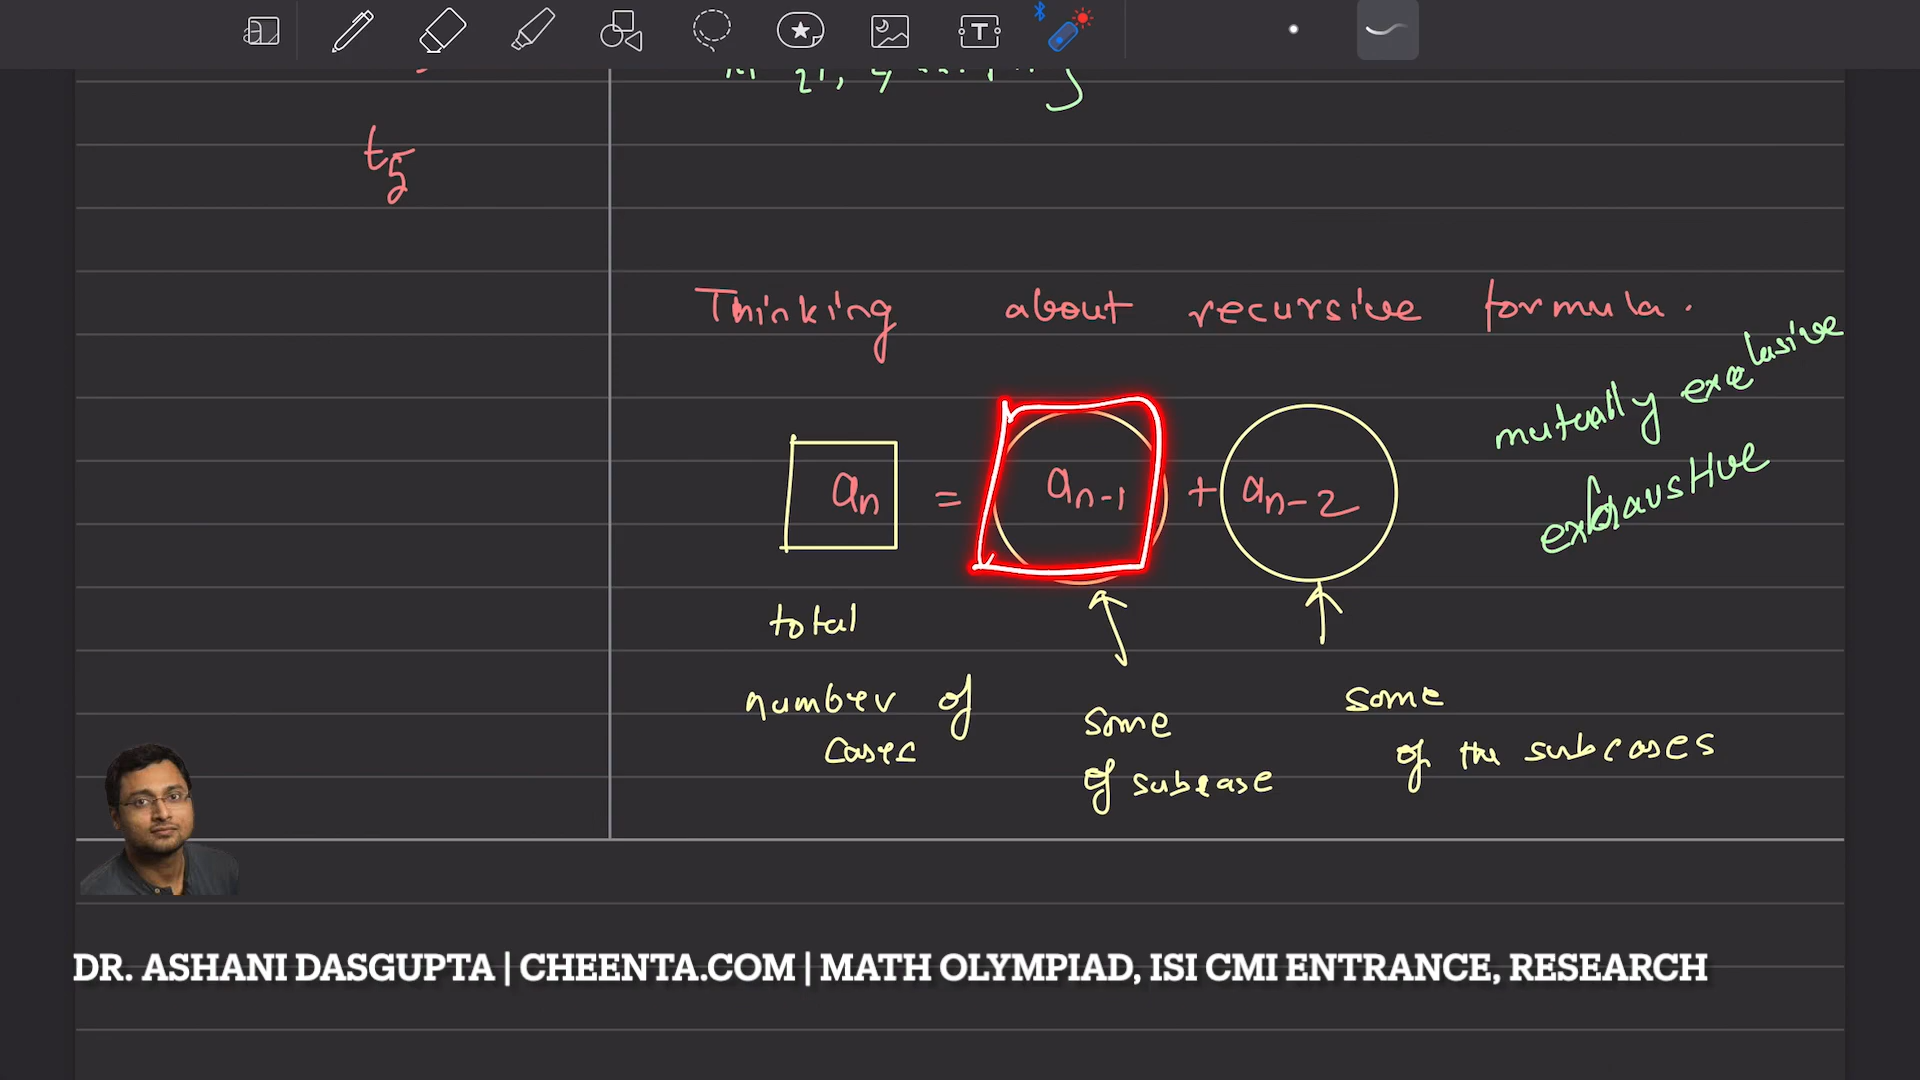 t5
Thinking about recursive formula.
mutually exclusive
exhaustive
an = an-1 + an-2
total
number of
cases
some
of subcase
some
of the subcases
DR. ASHANI DASGUPTA | CHEENTA.COM | MATH OLYMPIAD, ISI CMI ENTRANCE, RESEARCH